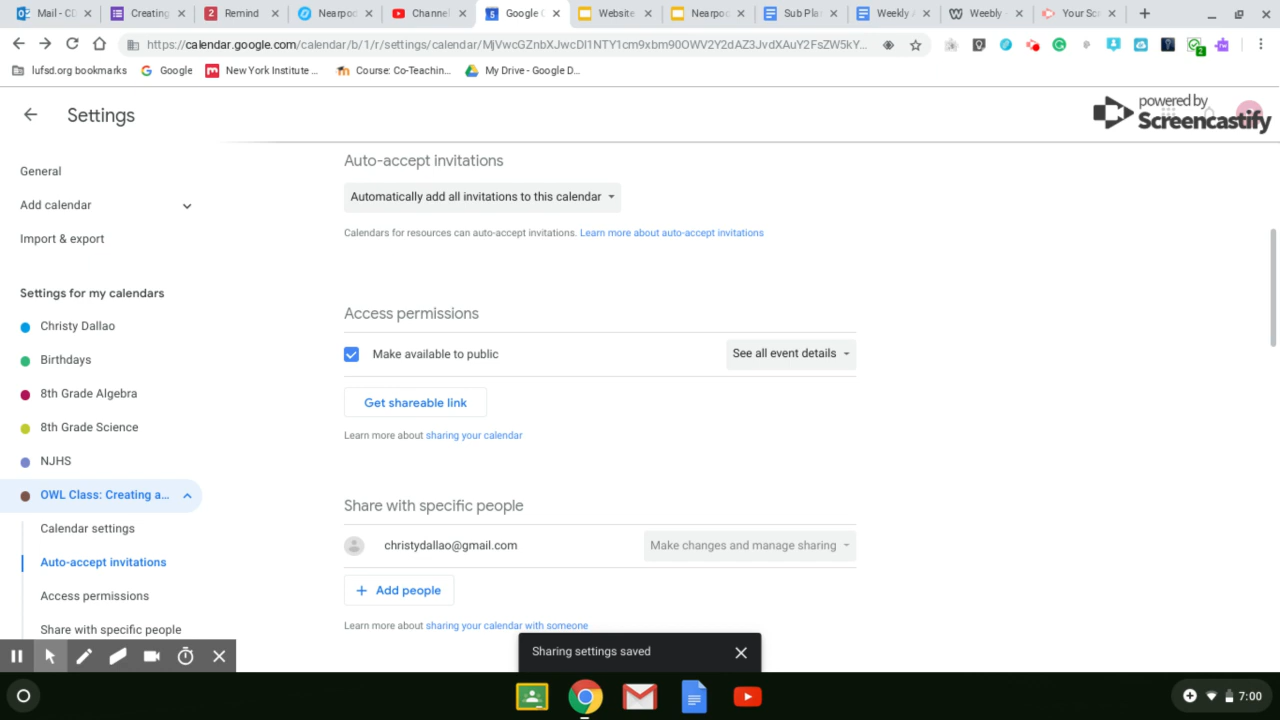 Mail - CD
Creating
Remind
Nearpod
Channel
Google C
Website
Nearpo
Sub Pla
Weekly A
Weebly
Your Scr
https://calendar.google.com/calendar/b/1/r/settings/calendar/MjVwcGZnbXJwcDI1NTY1cm9xbm90OWV2Y2dAZ3JvdXAuY2FsZW5kY...
lufsd.org bookmarks
Google
New York Institute ...
Course: Co-Teachin...
My Drive - Google D...
Settings
powered by
Screencastify
General
Add calendar
Import & export
Settings for my calendars
Christy Dallao
Birthdays
8th Grade Algebra
8th Grade Science
NJHS
OWL Class: Creating a...
Calendar settings
Auto-accept invitations
Access permissions
Share with specific people
Auto-accept invitations
Automatically add all invitations to this calendar
Calendars for resources can auto-accept invitations. Learn more about auto-accept invitations
Access permissions
Make available to public
See all event details
Get shareable link
Learn more about sharing your calendar
Share with specific people
christydallao@gmail.com
Make changes and manage sharing
+ Add people
Learn more about sharing your calendar with someone
Sharing settings saved
7:00